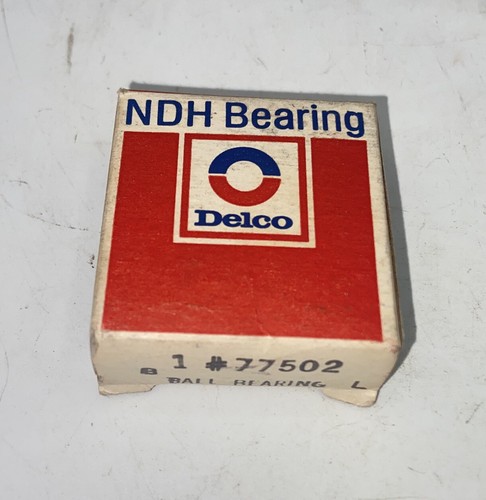 NDH Bearing
Delco
1 #77502
B BALL BEARING L